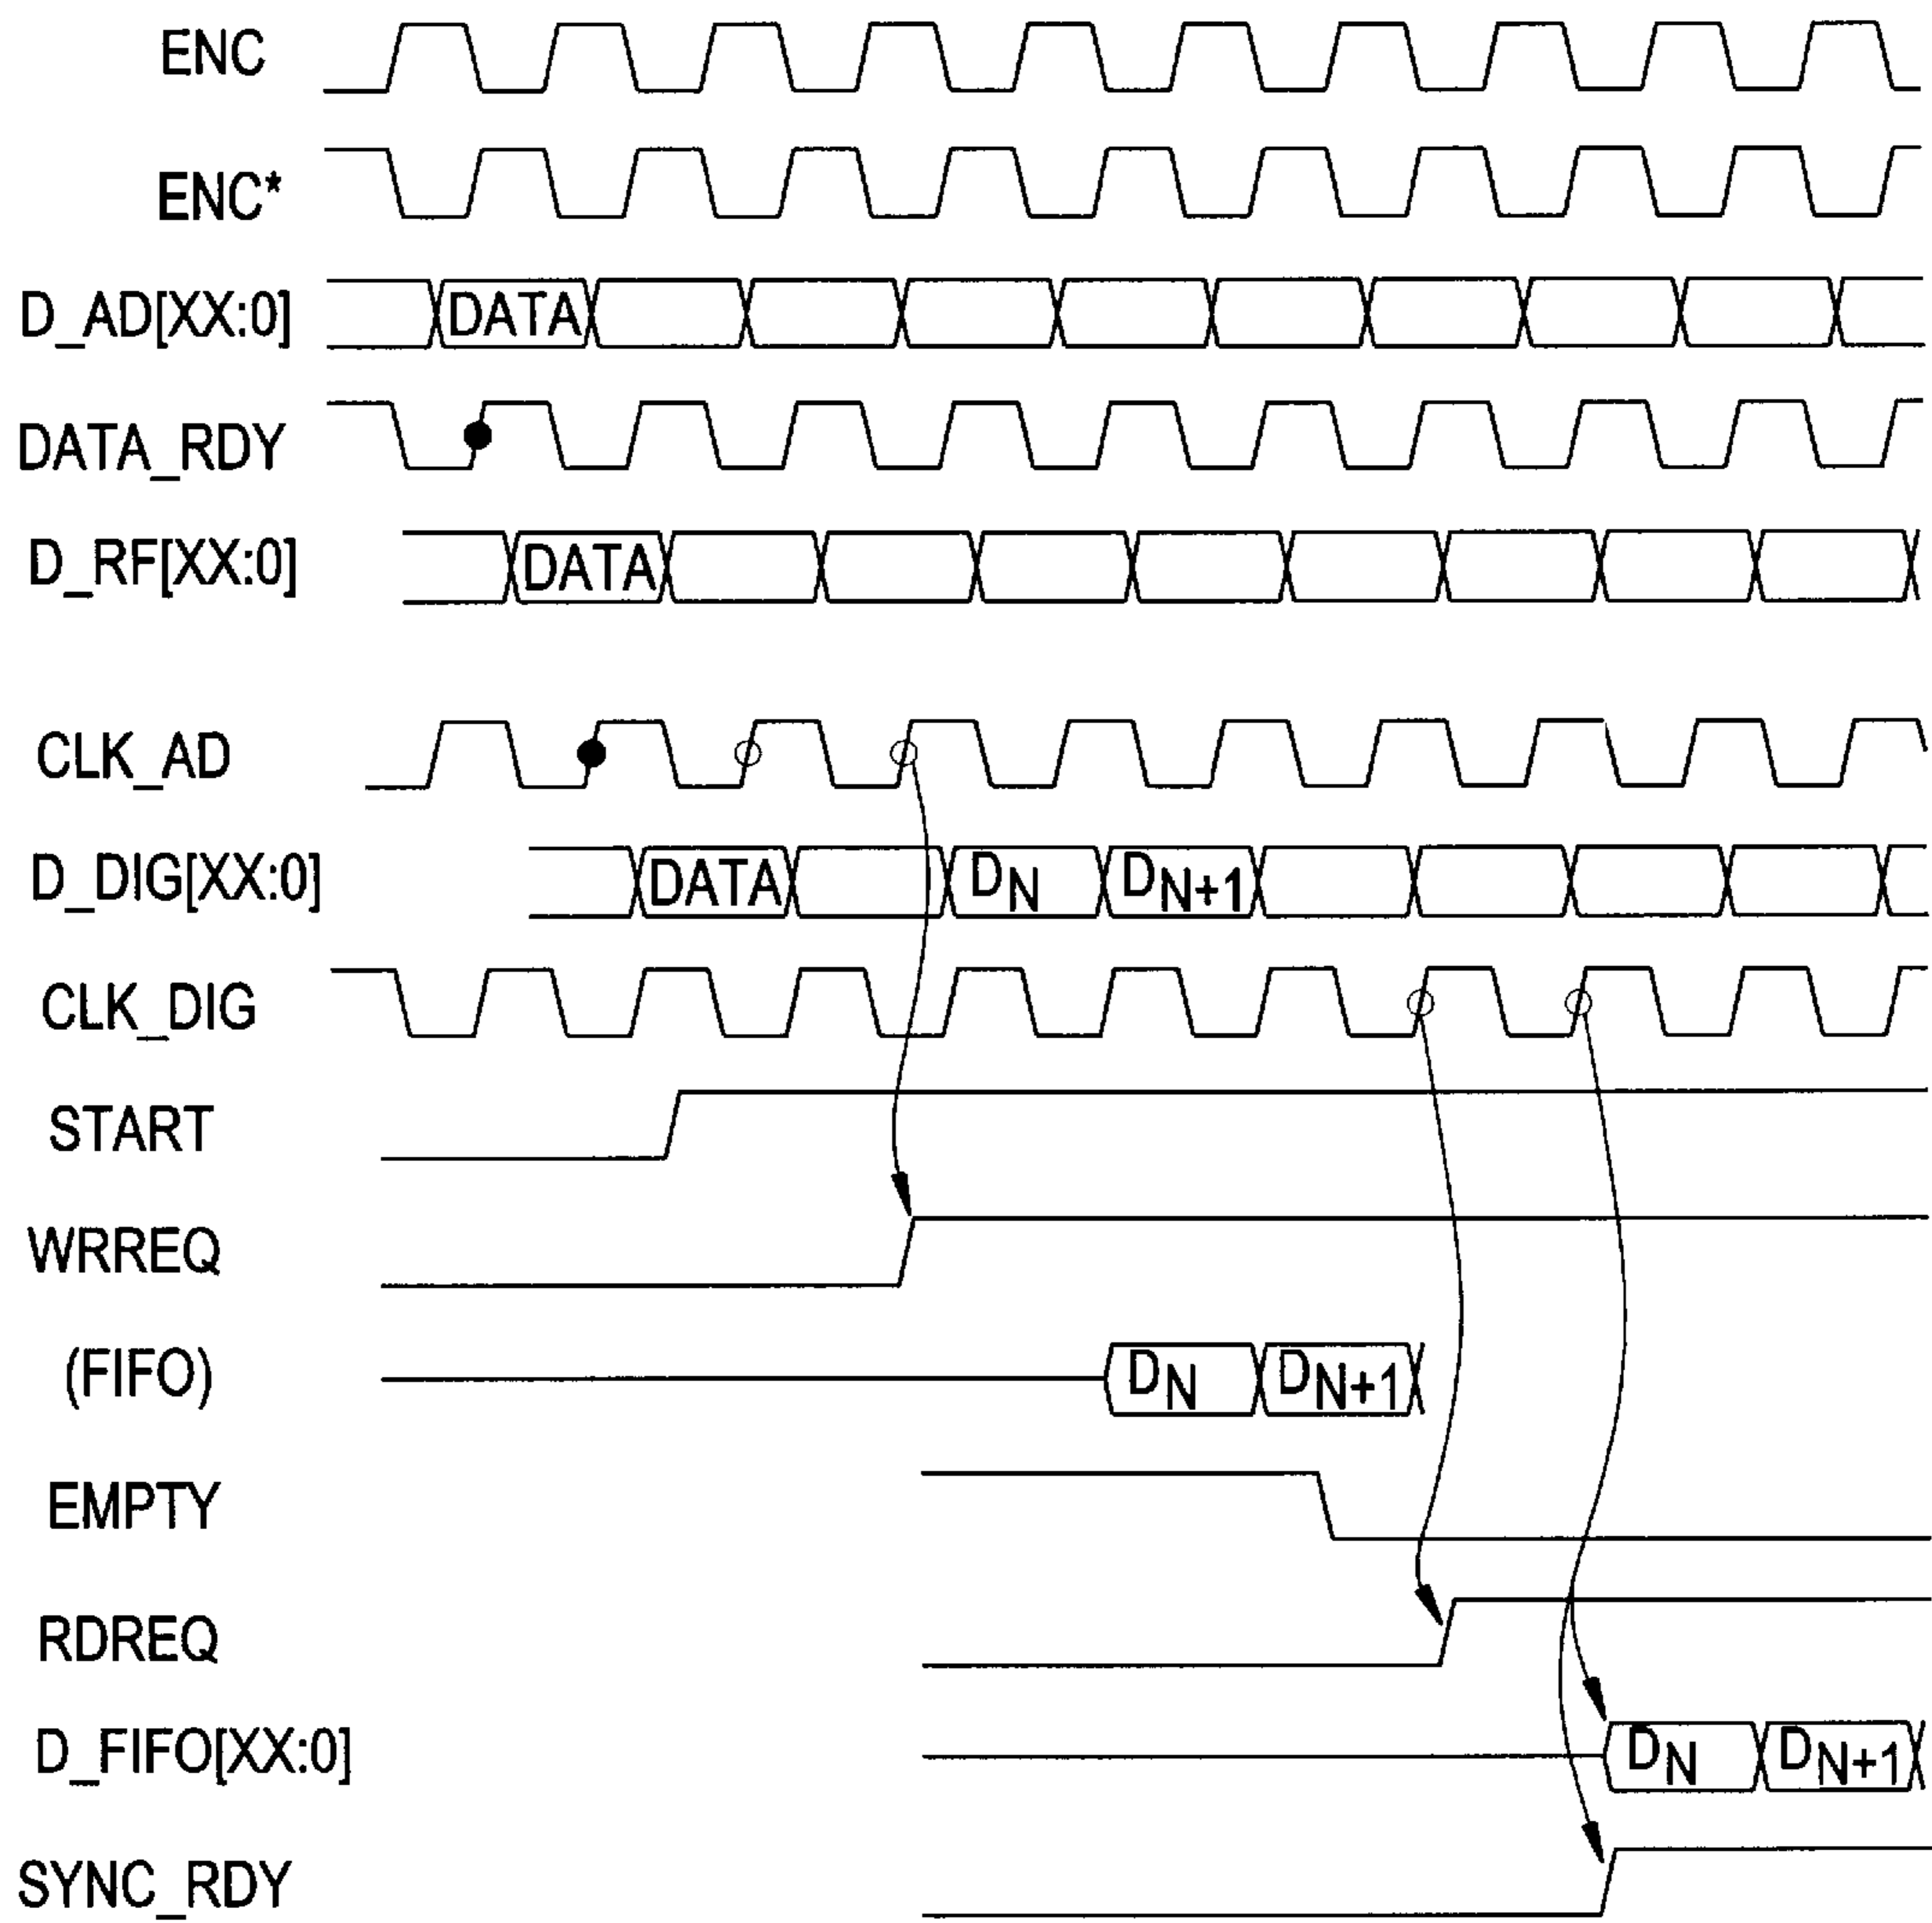 ENC
ENC*
D_AD[XX:0] DATA
DATA_RDY
D_RF[XX:0] DATA
CLK_AD
D_DIG[XX:0] DATA DN DN+1
CLK_DIG
START
WRREQ
(FIFO) DN DN+1
EMPTY
RDREQ
D_FIFO[XX:0] DN DN+1
SYNC_RDY